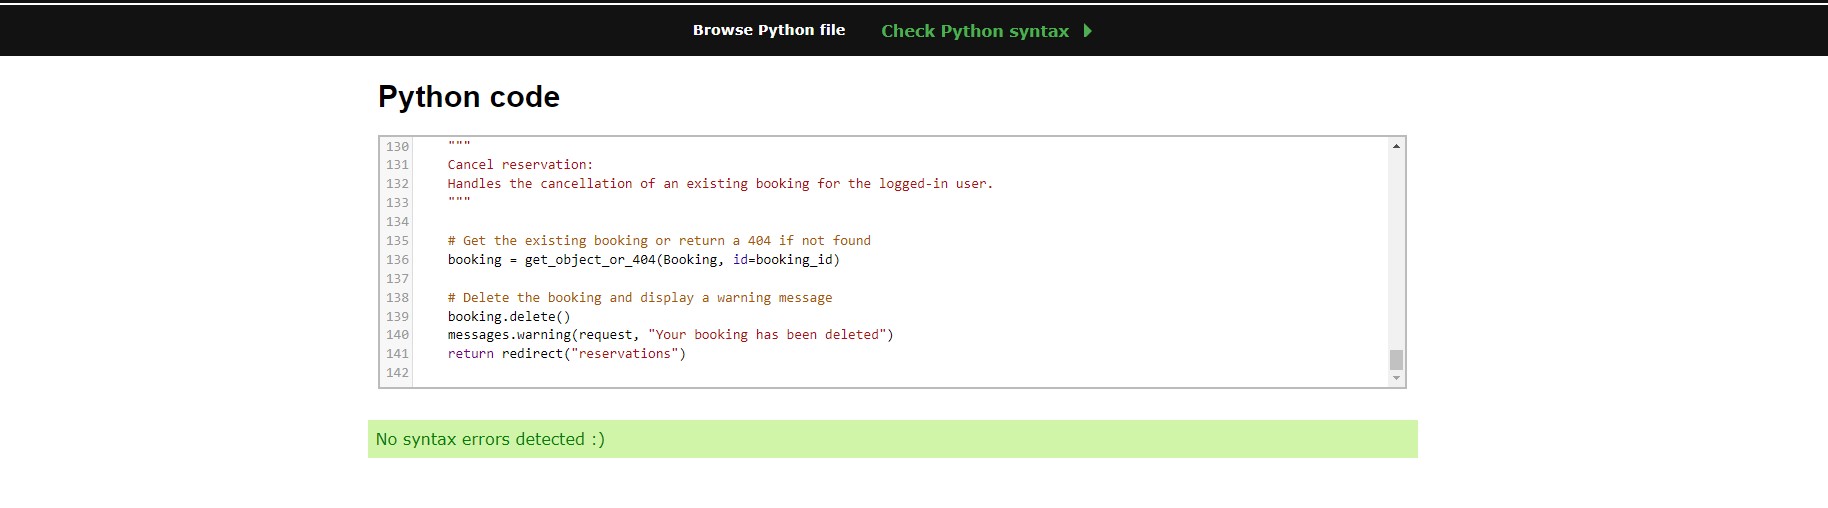 Browse Python file Check Python syntax
Python code
130 """
131 Cancel reservation:
132 Handles the cancellation of an existing booking for the logged-in user.
133 """
134
135 # Get the existing booking or return a 404 if not found
136 booking = get_object_or_404(Booking, id=booking_id)
137
138 # Delete the booking and display a warning message
139 booking.delete()
140 messages.warning(request, "Your booking has been deleted")
141 return redirect("reservations")
142
No syntax errors detected :)